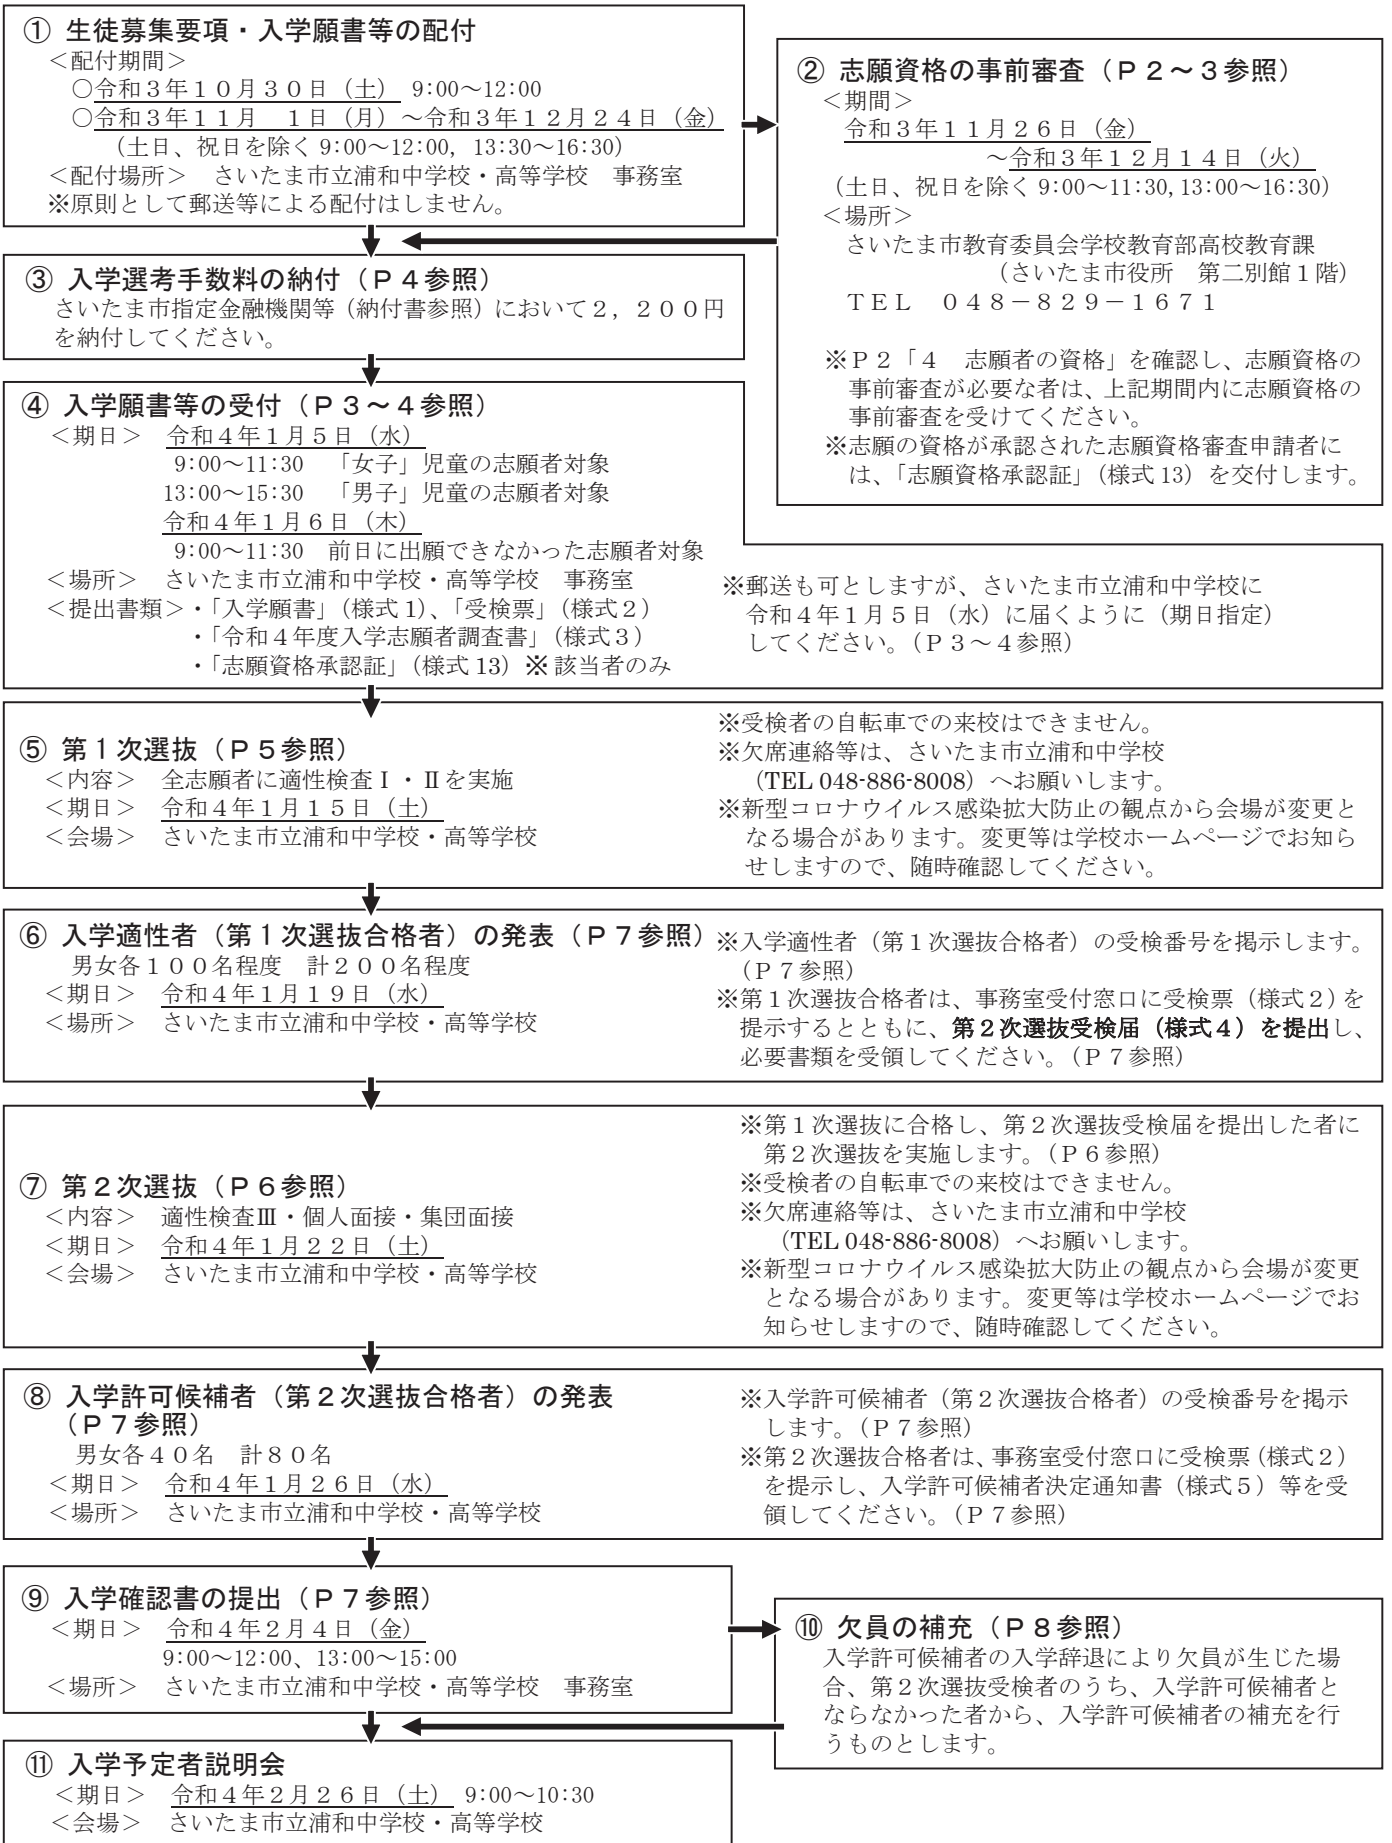 ① 生徒募集要項・入学願書等の配付
＜配付期間＞
○令和３年１０月３０日（土） 9:00～12:00
○令和３年１１月　１日（月）～令和３年１２月２４日（金）
（土日、祝日を除く 9:00～12:00, 13:30～16:30）
＜配付場所＞　さいたま市立浦和中学校・高等学校　事務室
※原則として郵送等による配付はしません。
② 志願資格の事前審査（Ｐ２～３参照）
＜期間＞
令和３年１１月２６日（金）
～令和３年１２月１４日（火）
（土日、祝日を除く 9:00～11:30, 13:00～16:30）
＜場所＞
さいたま市教育委員会学校教育部高校教育課
（さいたま市役所　第二別館１階）
ＴＥＬ　０４８－８２９－１６７１
※Ｐ２「４　志願者の資格」を確認し、志願資格の
事前審査が必要な者は、上記期間内に志願資格の
事前審査を受けてください。
※志願の資格が承認された志願資格審査申請者に
は、「志願資格承認証」（様式 13）を交付します。
③ 入学選考手数料の納付（Ｐ４参照）
さいたま市指定金融機関等（納付書参照）において２，２００円
を納付してください。
④ 入学願書等の受付（Ｐ３～４参照）
＜期日＞　令和４年１月５日（水）
9:00～11:30　「女子」児童の志願者対象
13:00～15:30　「男子」児童の志願者対象
令和４年１月６日（木）
9:00～11:30　前日に出願できなかった志願者対象
＜場所＞　さいたま市立浦和中学校・高等学校　事務室
＜提出書類＞・「入学願書」（様式１）、「受検票」（様式２）
・「令和４年度入学志願者調査書」（様式３）
・「志願資格承認証」（様式 13）※ 該当者のみ
※郵送も可としますが、さいたま市立浦和中学校に
令和４年１月５日（水）に届くように（期日指定）
してください。（Ｐ３～４参照）
⑤ 第１次選抜（Ｐ５参照）
＜内容＞　全志願者に適性検査Ⅰ・Ⅱを実施
＜期日＞　令和４年１月１５日（土）
＜会場＞　さいたま市立浦和中学校・高等学校
※受検者の自転車での来校はできません。
※欠席連絡等は、さいたま市立浦和中学校
（TEL 048-886-8008）へお願いします。
※新型コロナウイルス感染拡大防止の観点から会場が変更と
なる場合があります。変更等は学校ホームページでお知ら
せしますので、随時確認してください。
⑥ 入学適性者（第１次選抜合格者）の発表（Ｐ７参照）
男女各１００名程度　計２００名程度
＜期日＞　令和４年１月１９日（水）
＜場所＞　さいたま市立浦和中学校・高等学校
※入学適性者（第１次選抜合格者）の受検番号を掲示します。
（Ｐ７参照）
※第１次選抜合格者は、事務室受付窓口に受検票（様式２）を
提示するとともに、第２次選抜受検届（様式４）を提出し、
必要書類を受領してください。（Ｐ７参照）
⑦ 第２次選抜（Ｐ６参照）
＜内容＞　適性検査Ⅲ・個人面接・集団面接
＜期日＞　令和４年１月２２日（土）
＜会場＞　さいたま市立浦和中学校・高等学校
※第１次選抜に合格し、第２次選抜受検届を提出した者に
第２次選抜を実施します。（Ｐ６参照）
※受検者の自転車での来校はできません。
※欠席連絡等は、さいたま市立浦和中学校
（TEL 048-886-8008）へお願いします。
※新型コロナウイルス感染拡大防止の観点から会場が変更
となる場合があります。変更等は学校ホームページでお
知らせしますので、随時確認してください。
⑧ 入学許可候補者（第２次選抜合格者）の発表
（Ｐ７参照）
男女各４０名　計８０名
＜期日＞　令和４年１月２６日（水）
＜場所＞　さいたま市立浦和中学校・高等学校
※入学許可候補者（第２次選抜合格者）の受検番号を掲示
します。（Ｐ７参照）
※第２次選抜合格者は、事務室受付窓口に受検票（様式２）
を提示し、入学許可候補者決定通知書（様式５）等を受
領してください。（Ｐ７参照）
⑨ 入学確認書の提出（Ｐ７参照）
＜期日＞　令和４年２月４日（金）
9:00～12:00、13:00～15:00
＜場所＞　さいたま市立浦和中学校・高等学校　事務室
⑩ 欠員の補充（Ｐ８参照）
入学許可候補者の入学辞退により欠員が生じた場
合、第２次選抜受検者のうち、入学許可候補者と
ならなかった者から、入学許可候補者の補充を行
うものとします。
⑪ 入学予定者説明会
＜期日＞　令和４年２月２６日（土） 9:00～10:30
＜会場＞　さいたま市立浦和中学校・高等学校